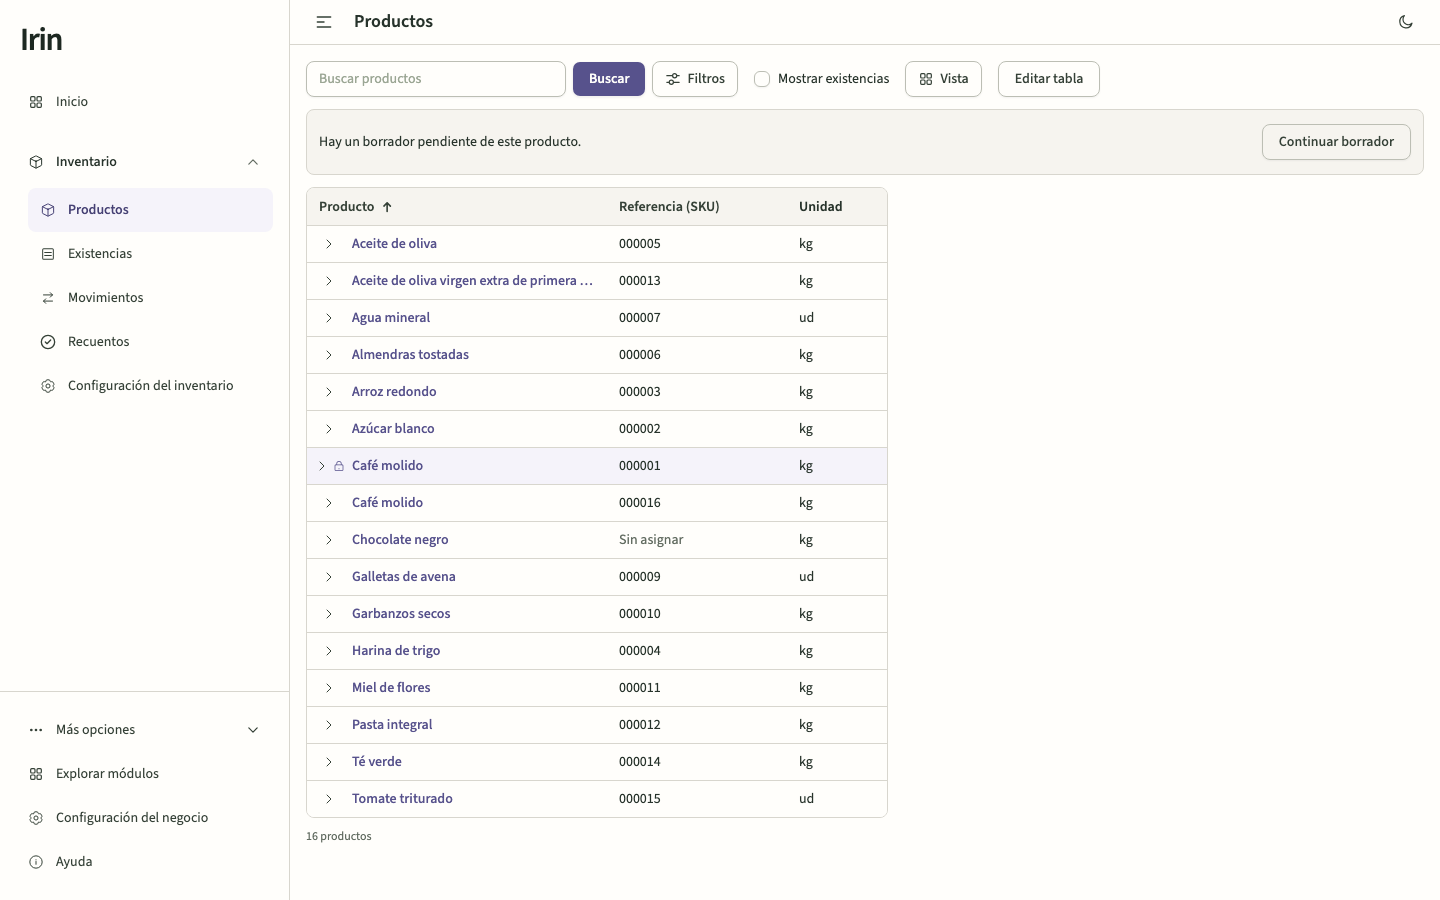 Irin
Productos
Inicio
Inventario
Productos
Existencias
Movimientos
Recuentos
Configuración del inventario
Más opciones
Explorar módulos
Configuración del negocio
Ayuda
Buscar productos Buscar Filtros Mostrar existencias Vista Editar tabla
Hay un borrador pendiente de este producto. Continuar borrador
Producto Referencia (SKU) Unidad
Aceite de oliva 000005 kg
Aceite de oliva virgen extra de primera … 000013 kg
Agua mineral 000007 ud
Almendras tostadas 000006 kg
Arroz redondo 000003 kg
Azúcar blanco 000002 kg
Café molido 000001 kg
Café molido 000016 kg
Chocolate negro Sin asignar kg
Galletas de avena 000009 ud
Garbanzos secos 000010 kg
Harina de trigo 000004 kg
Miel de flores 000011 kg
Pasta integral 000012 kg
Té verde 000014 kg
Tomate triturado 000015 ud
16 productos